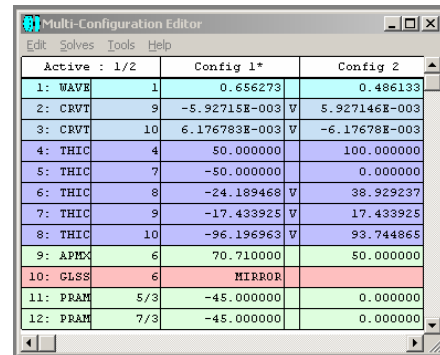 Multi-Configuration Editor
Edit Solves Tools Help
Active : 1/2 Config 1* Config 2
1: WAVE 1 0.656273 0.486133
2: CRVT 9 -5.92715E-003 V 5.927146E-003
3: CRVT 10 6.176783E-003 V -6.17678E-003
4: THIC 4 50.000000 100.000000
5: THIC 7 -50.000000 0.000000
6: THIC 8 -24.189468 V 38.929237
7: THIC 9 -17.433925 V 17.433925
8: THIC 10 -96.196963 V 93.744865
9: APMX 6 70.710000 50.000000
10: GLSS 6 MIRROR
11: PRAM 5/3 -45.000000 0.000000
12: PRAM 7/3 -45.000000 0.000000